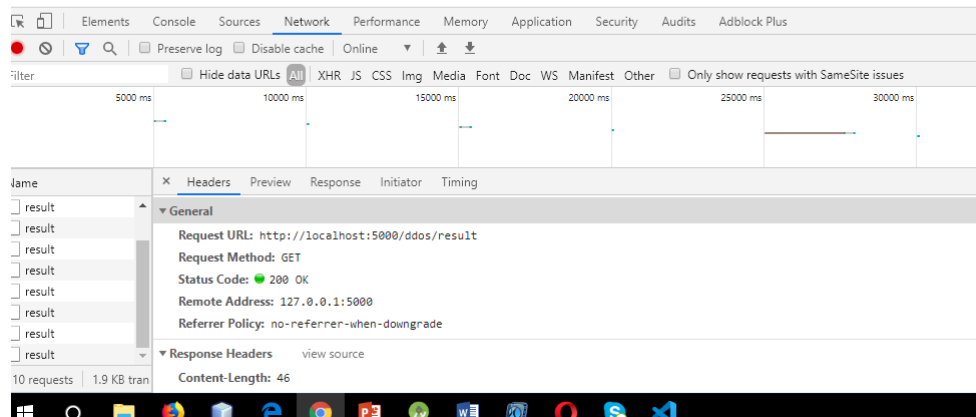 Elements Console Sources Network Performance Memory Application Security Audits Adblock Plus
Preserve log Disable cache Online
Filter Hide data URLs All XHR JS CSS Img Media Font Doc WS Manifest Other Only show requests with SameSite issues
5000 ms 10000 ms 15000 ms 20000 ms 25000 ms 30000 ms
Name × Headers Preview Response Initiator Timing
result
result
result
result
result
result
result
result
General
Request URL: http://localhost:5000/ddos/result
Request Method: GET
Status Code: 200 OK
Remote Address: 127.0.0.1:5000
Referrer Policy: no-referrer-when-downgrade
Response Headers view source
Content-Length: 46
10 requests 1.9 KB tran